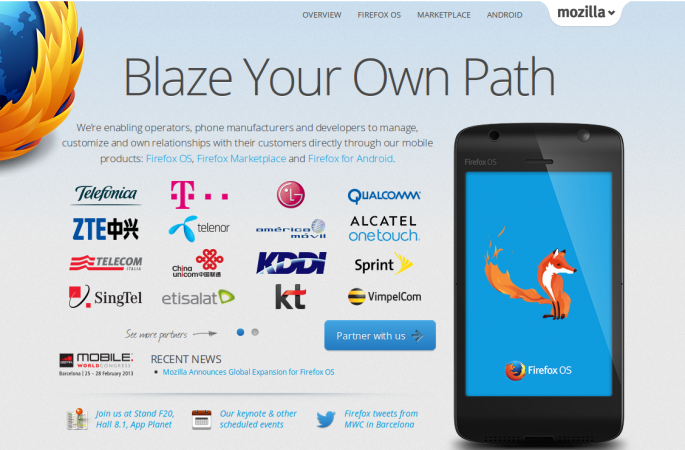 OVERVIEW FIREFOX OS MARKETPLACE ANDROID mozilla
Blaze Your Own Path
We're enabling operators, phone manufacturers and developers to manage,
customize and own relationships with their customers directly through our mobile
products: Firefox OS, Firefox Marketplace and Firefox for Android.
Firefox OS
Telefónica T LG QUALCOMM
ZTE中兴 telenor américa móvil ALCATEL onetouch
TELECOM ITALIA China unicom中国联通 KDDI Sprint
SingTel etisalat kt VimpelCom
See more partners
Partner with us
MOBILE
WORLD CONGRESS
Barcelona | 25 – 28 February 2013
RECENT NEWS
Mozilla Announces Global Expansion for Firefox OS
Firefox OS
Join us at Stand F20,
Hall 8.1, App Planet
Our keynote & other
scheduled events
Firefox tweets from
MWC in Barcelona